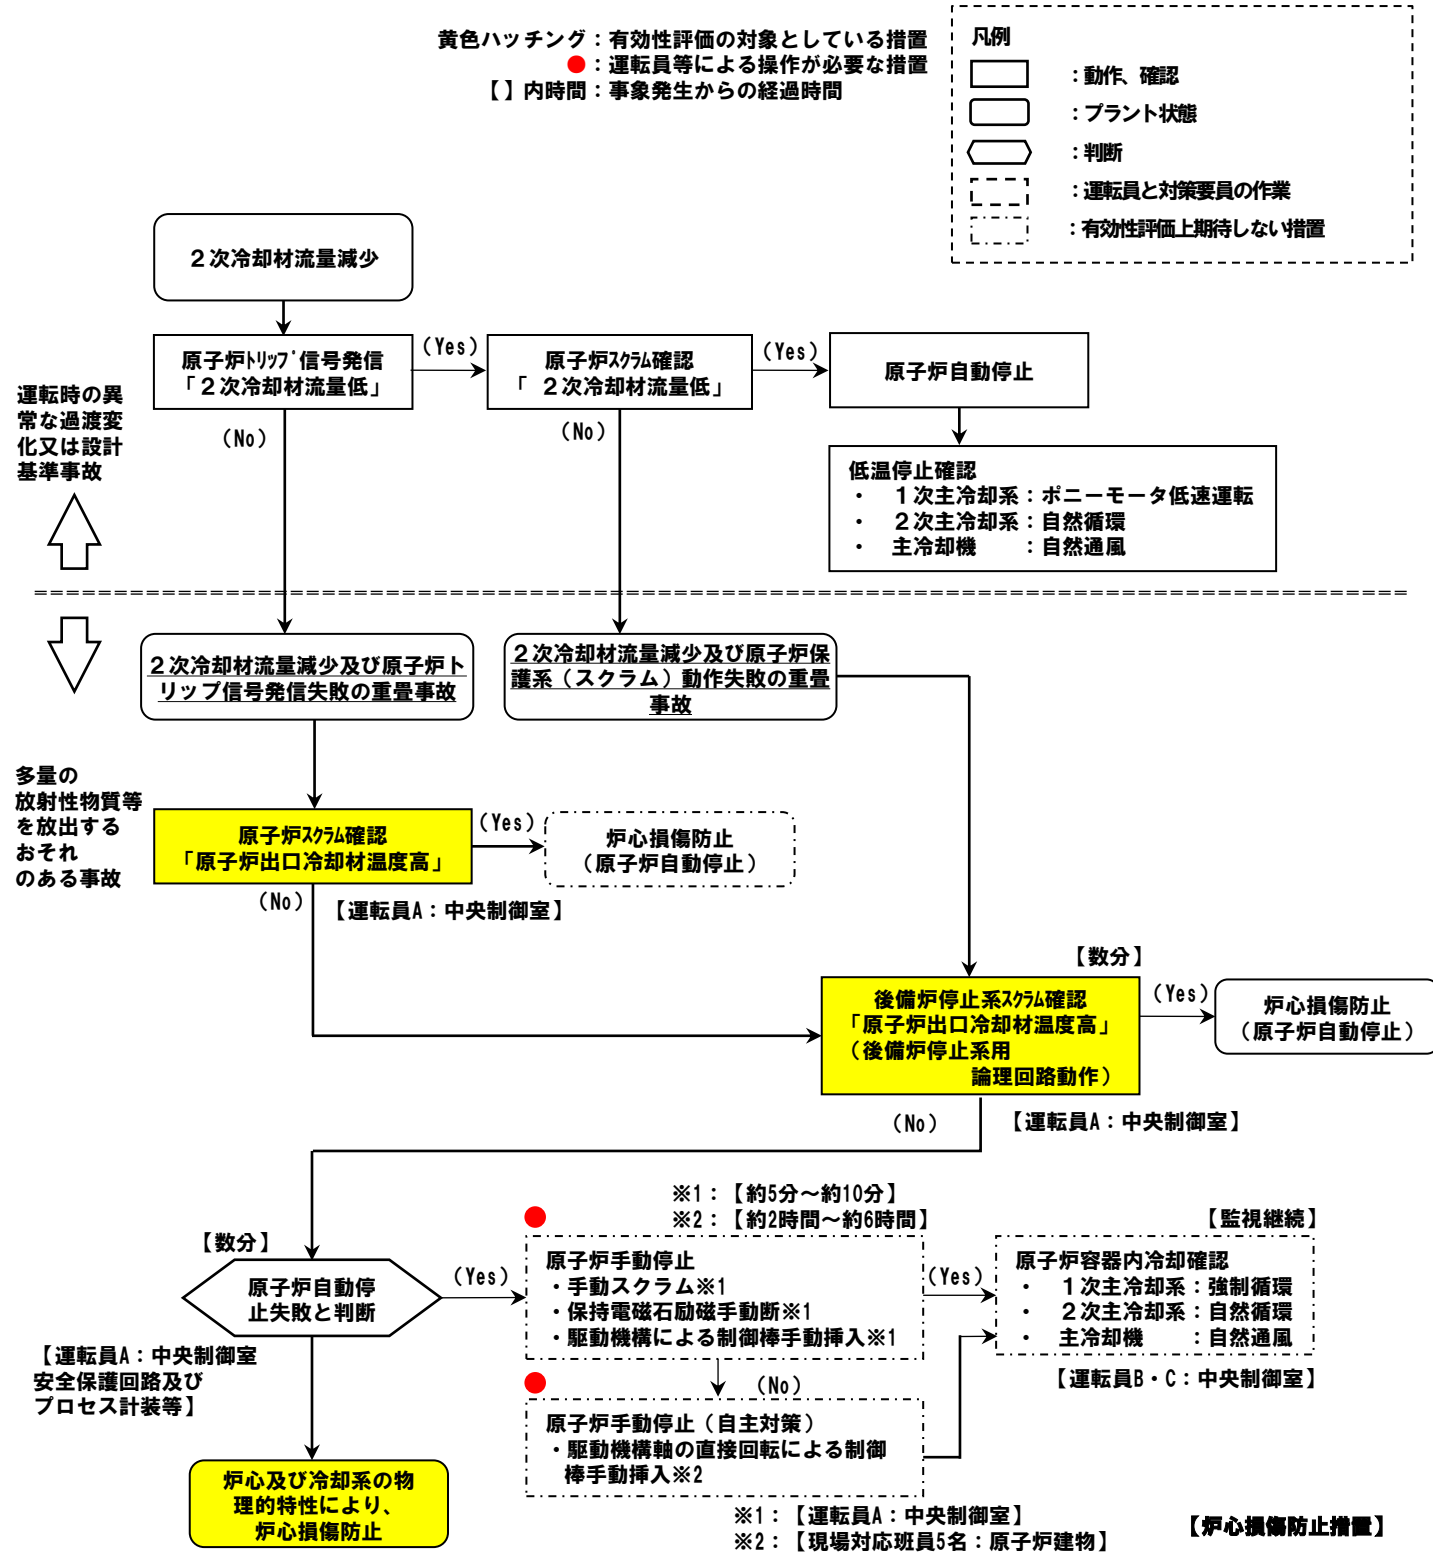 黄色ハッチング：有効性評価の対象としている措置
：運転員等による操作が必要な措置
【】内時間：事象発生からの経過時間
凡例
：動作、確認
：プラント状態
：判断
：運転員と対策要員の作業
：有効性評価上期待しない措置
２次冷却材流量減少
原子炉ﾄﾘｯﾌﾟ信号発信
「２次冷却材流量低」
（Yes）
原子炉ｽｸﾗﾑ確認
「 ２次冷却材流量低」
（Yes）
原子炉自動停止
（No）
（No）
運転時の異
常な過渡変
化又は設計
基準事故
低温停止確認
・　１次主冷却系：ポニーモータ低速運転
・　２次主冷却系：自然循環
・　主冷却機　　：自然通風
２次冷却材流量減少及び原子炉ト
リップ信号発信失敗の重畳事故
２次冷却材流量減少及び原子炉保
護系（スクラム）動作失敗の重畳
事故
多量の
放射性物質等
を放出する
おそれ
のある事故
原子炉ｽｸﾗﾑ確認
「原子炉出口冷却材温度高」
（Yes）
炉心損傷防止
（原子炉自動停止）
（No）
【運転員A：中央制御室】
【数分】
後備炉停止系ｽｸﾗﾑ確認
「原子炉出口冷却材温度高」
（後備炉停止系用
論理回路動作）
（Yes）
炉心損傷防止
（原子炉自動停止）
（No）
【運転員A：中央制御室】
※1：【約5分～約10分】
※2：【約2時間～約6時間】
【数分】
原子炉自動停
止失敗と判断
（Yes）
原子炉手動停止
・手動スクラム※1
・保持電磁石励磁手動断※1
・駆動機構による制御棒手動挿入※1
（Yes）
【監視継続】
原子炉容器内冷却確認
・　１次主冷却系：強制循環
・　２次主冷却系：自然循環
・　主冷却機　　：自然通風
【運転員B・C：中央制御室】
【運転員A：中央制御室
安全保護回路及び
プロセス計装等】
（No）
原子炉手動停止（自主対策）
・駆動機構軸の直接回転による制御
棒手動挿入※2
炉心及び冷却系の物
理的特性により、
炉心損傷防止
※1：【運転員A：中央制御室】
※2：【現場対応班員5名：原子炉建物】
【炉心損傷防止措置】